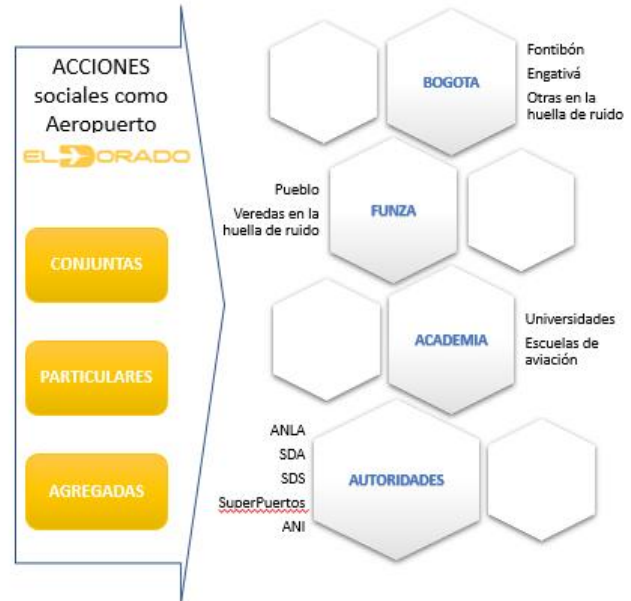 ACCIONES
sociales como
Aeropuerto
EL DORADO
CONJUNTAS
PARTICULARES
AGREGADAS
BOGOTA
Fontibón
Engativá
Otras en la
huella de ruido
Pueblo
Veredas en la
huella de ruido
FUNZA
ACADEMIA
Universidades
Escuelas de
aviación
ANLA
SDA
SDS
SuperPuertos
ANI
AUTORIDADES